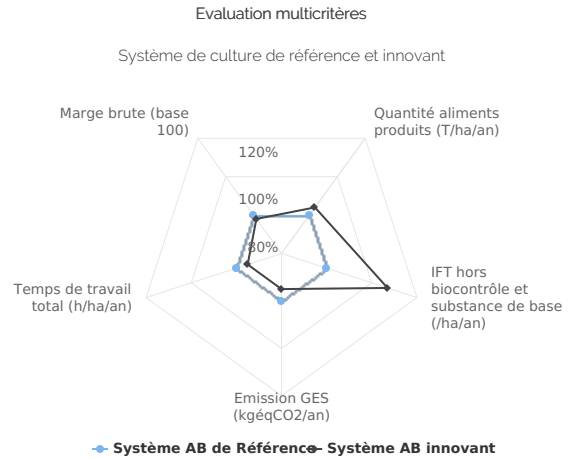 Evaluation multicritères
Système de culture de référence et innovant
Marge brute (base
100)
Quantité aliments
produits (T/ha/an)
120%
100%
80%
Temps de travail
total (h/ha/an)
IFT hors
biocontrôle et
substance de base
(/ha/an)
Emission GES
(kgéqCO2/an)
Système AB de Référence
Système AB innovant